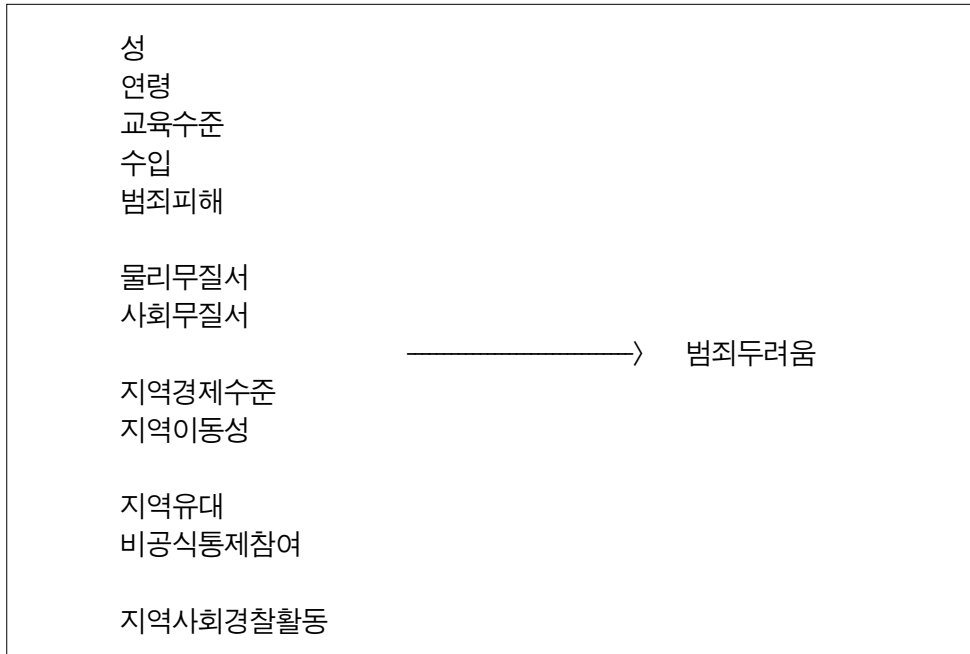 성
연령
교육수준
수입
범죄피해
물리무질서
사회무질서
──────────〉 범죄두려움
지역경제수준
지역이동성
지역유대
비공식통제참여
지역사회경찰활동